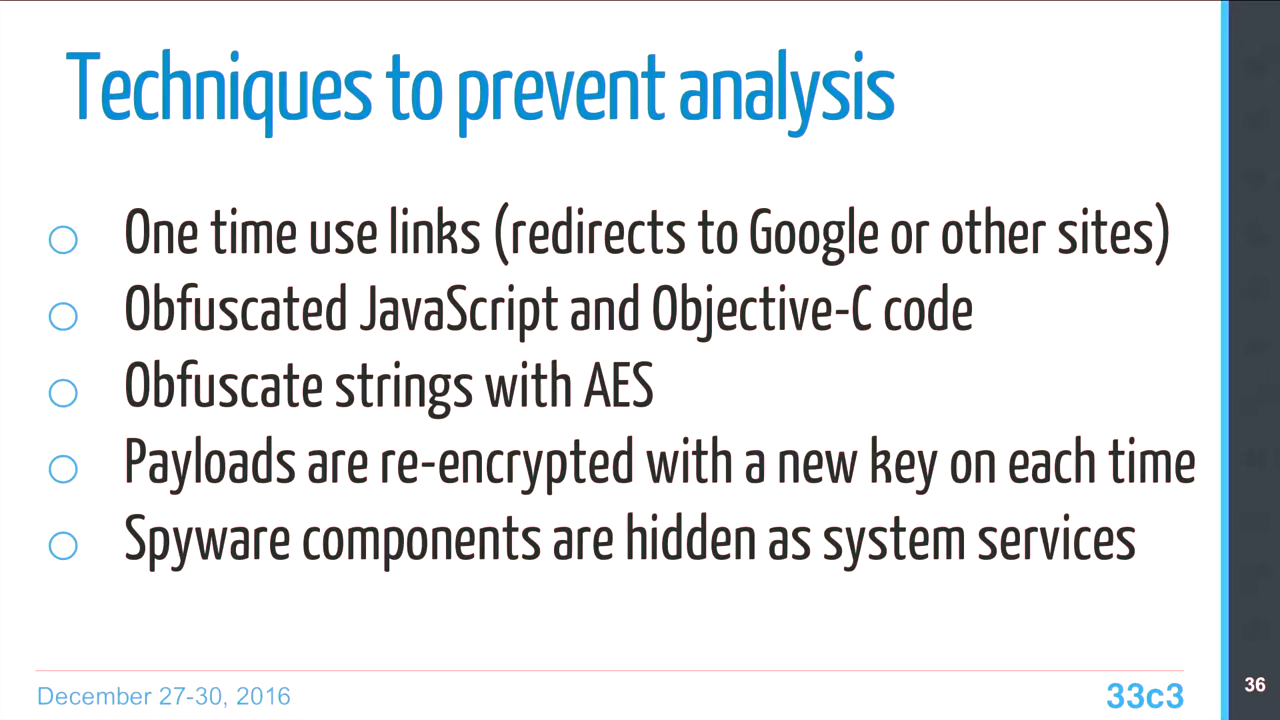 Techniques to prevent analysis
One time use links (redirects to Google or other sites)
Obfuscated JavaScript and Objective-C code
Obfuscate strings with AES
Payloads are re-encrypted with a new key on each time
Spyware components are hidden as system services
December 27-30, 2016
33c3
36